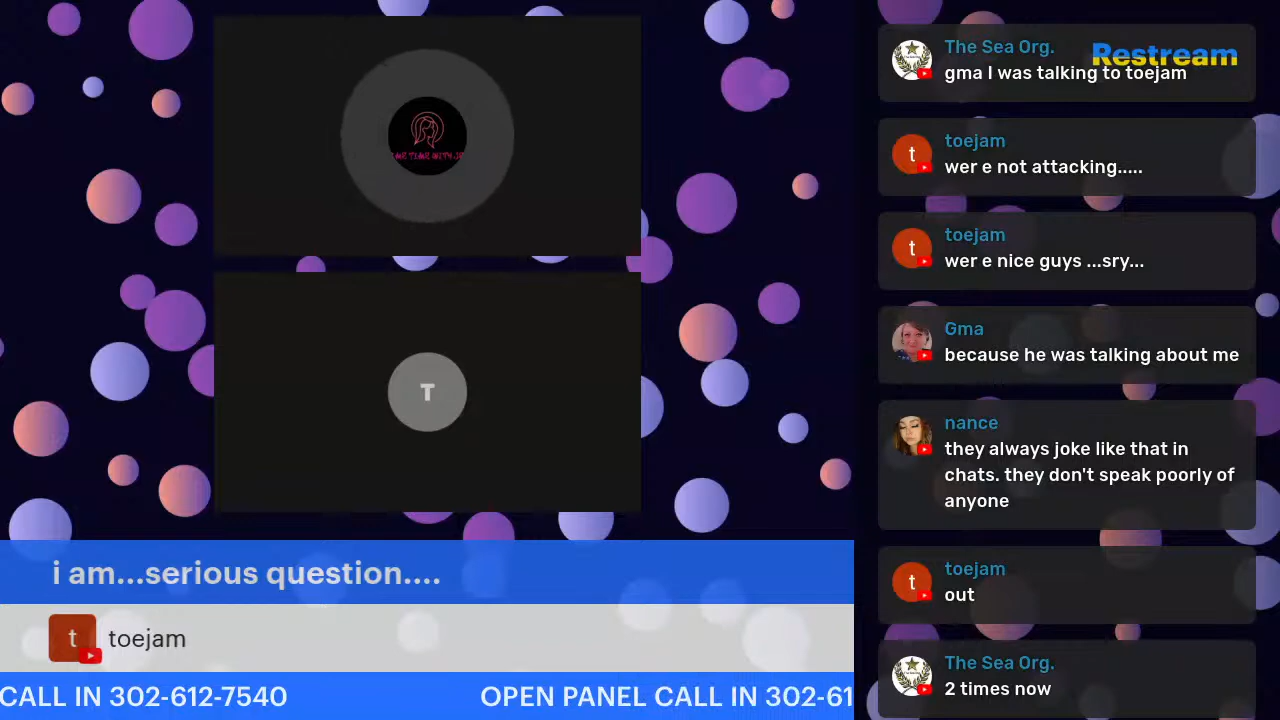 T
i am...serious question....
t
toejam
CALL IN 302-612-7540
OPEN PANEL CALL IN 302-61
Restream
The Sea Org.
gma I was talking to toejam
t
toejam
wer e not attacking.....
t
toejam
wer e nice guys ...sry...
Gma
because he was talking about me
nance
they always joke like that in
chats. they don't speak poorly of
anyone
t
toejam
out
The Sea Org.
2 times now